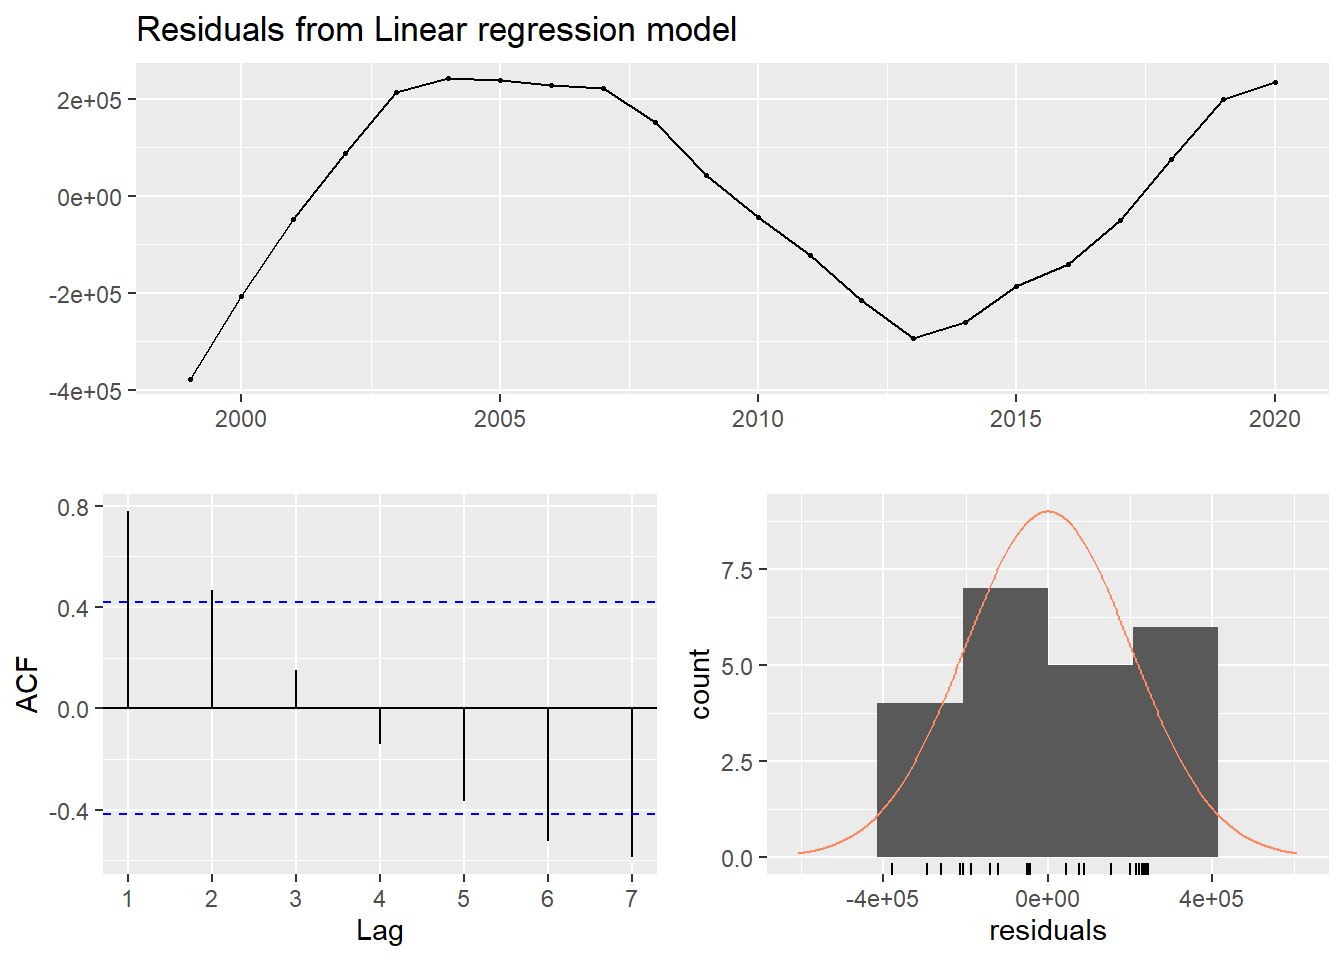 Residuals from Linear regression model
2e+05
0e+00
-2e+05
-4e+05
2000 2005 2010 2015 2020
ACF
0.8
0.4
0.0
-0.4
1 2 3 4 5 6 7
Lag
count
7.5
5.0
2.5
0.0
-4e+05 0e+00 4e+05
residuals